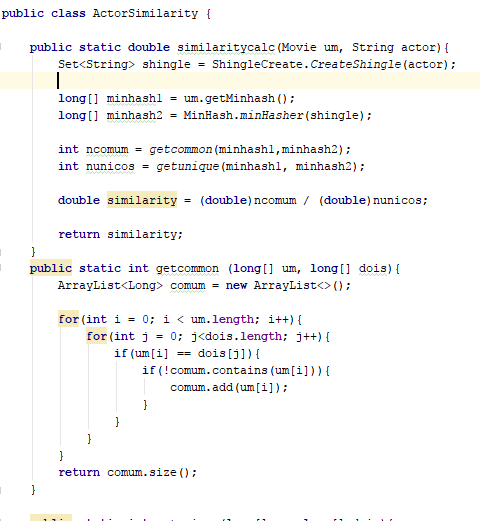 public class ActorSimilarity {
public static double similaritycalc(Movie um, String actor){
Set<String> shingle = ShingleCreate.CreateShingle(actor);
long[] minhash1 = um.getMinhash();
long[] minhash2 = MinHash.minHasher(shingle);
int ncomum = getcommon(minhash1,minhash2);
int nunicos = getunique(minhash1, minhash2);
double similarity = (double)ncomum / (double)nunicos;
return similarity;
}
public static int getcommon (long[] um, long[] dois){
ArrayList<Long> comum = new ArrayList<>();
for(int i = 0; i < um.length; i++){
for(int j = 0; j<dois.length; j++){
if(um[i] == dois[j]){
if(!comum.contains(um[i])){
comum.add(um[i]);
}
}
}
}
return comum.size();
}